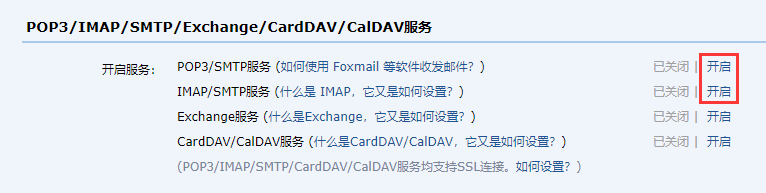 POP3/IMAP/SMTP/Exchange/CardDAV/CalDAV服务
开启服务： POP3/SMTP服务 (如何使用 Foxmail 等软件收发邮件？) 已关闭 | 开启
IMAP/SMTP服务 (什么是 IMAP，它又是如何设置？) 已关闭 | 开启
Exchange服务 (什么是Exchange，它又是如何设置？) 已关闭 | 开启
CardDAV/CalDAV服务 (什么是CardDAV/CalDAV，它又是如何设置？) 已关闭 | 开启
(POP3/IMAP/SMTP/CardDAV/CalDAV服务均支持SSL连接。如何设置？)